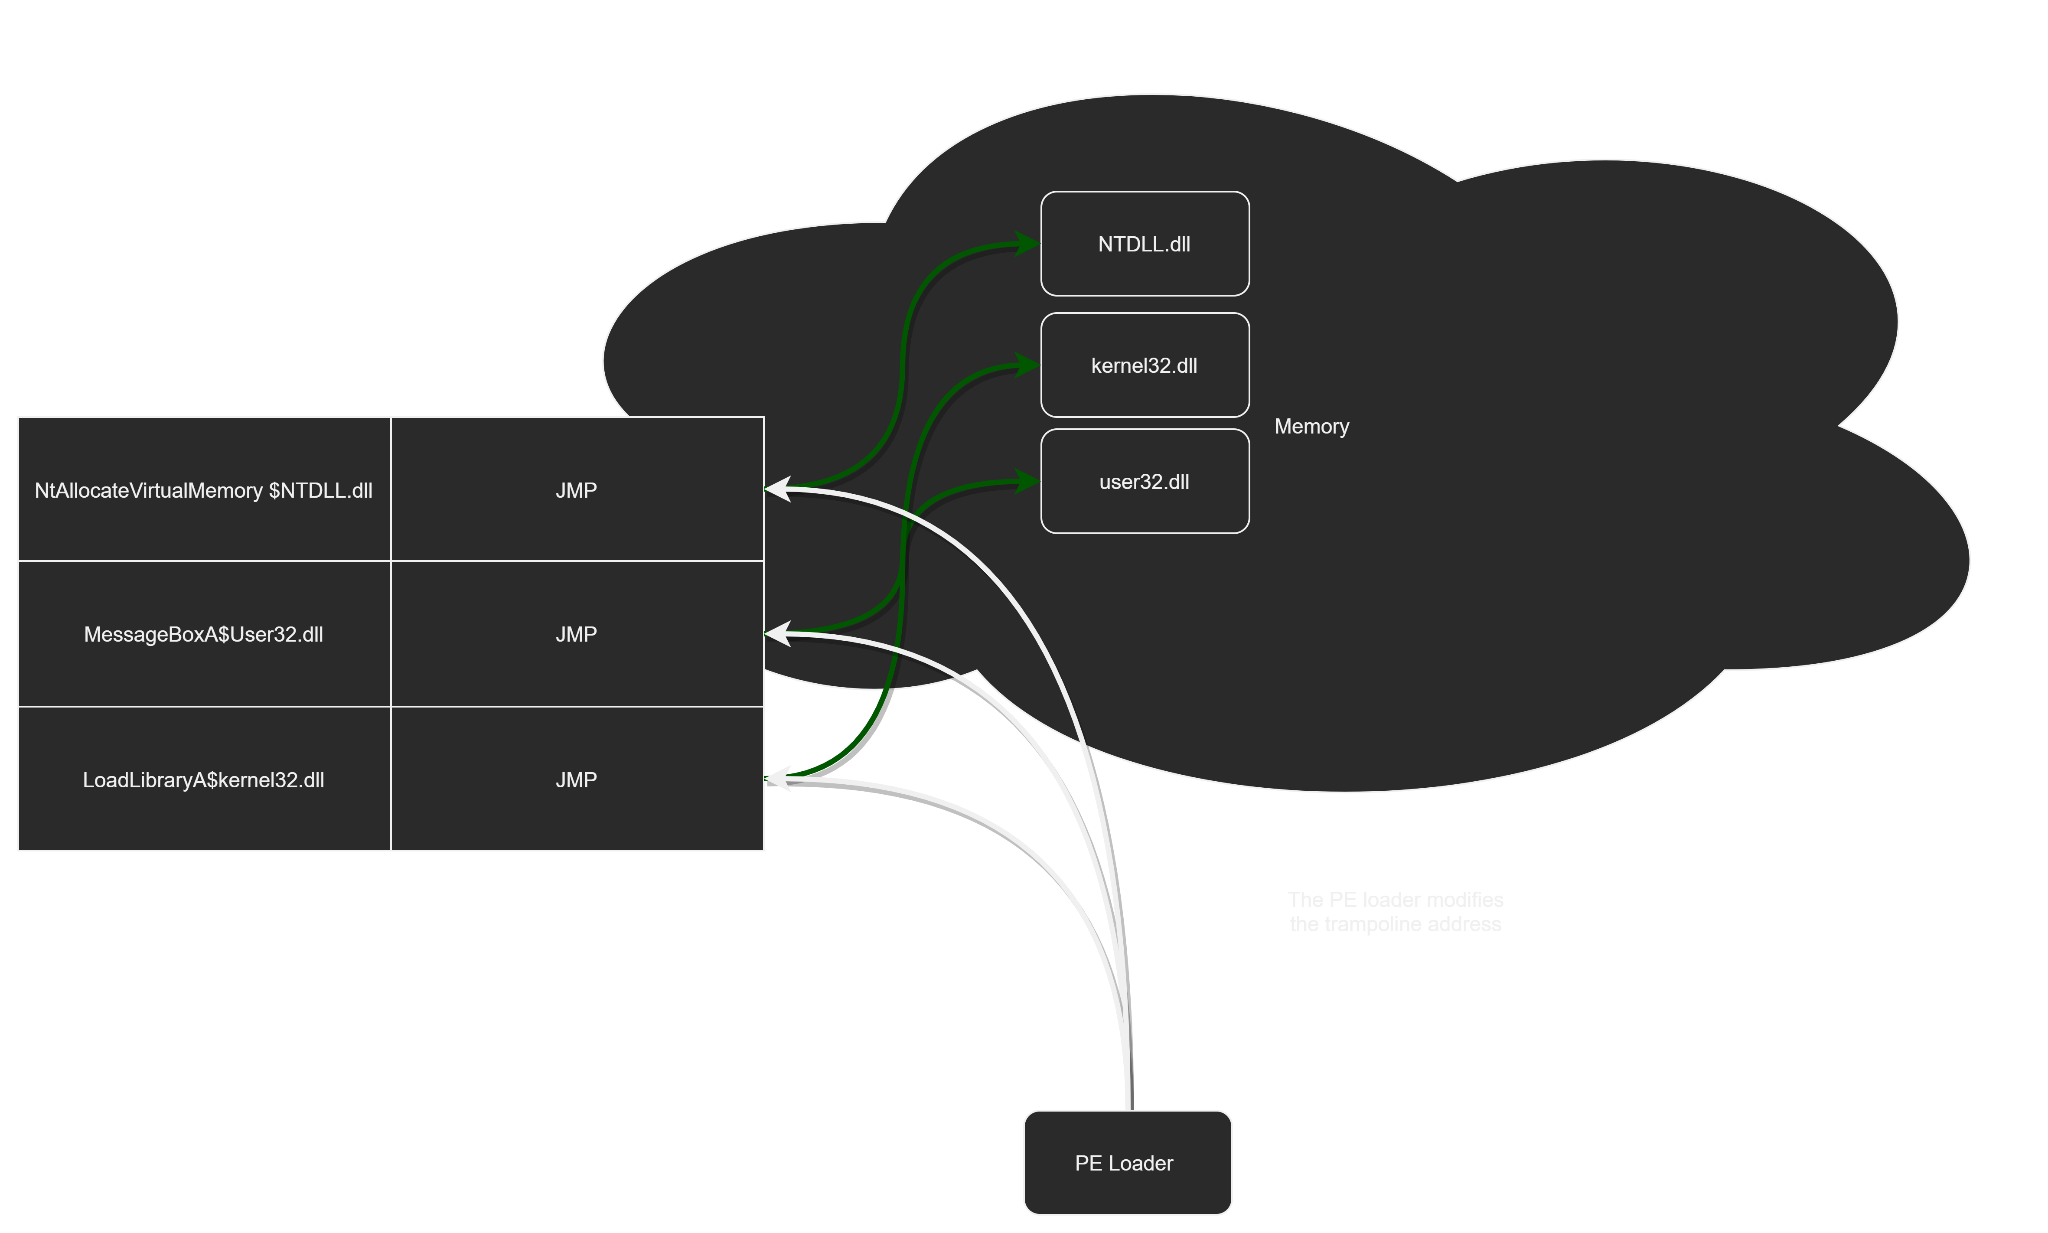 NTDLL.dll
kernel32.dll
Memory
user32.dll
NtAllocateVirtualMemory $NTDLL.dll
JMP
MessageBoxA$User32.dll
JMP
LoadLibraryA$kernel32.dll
JMP
The PE loader modifies
the trampoline address
PE Loader